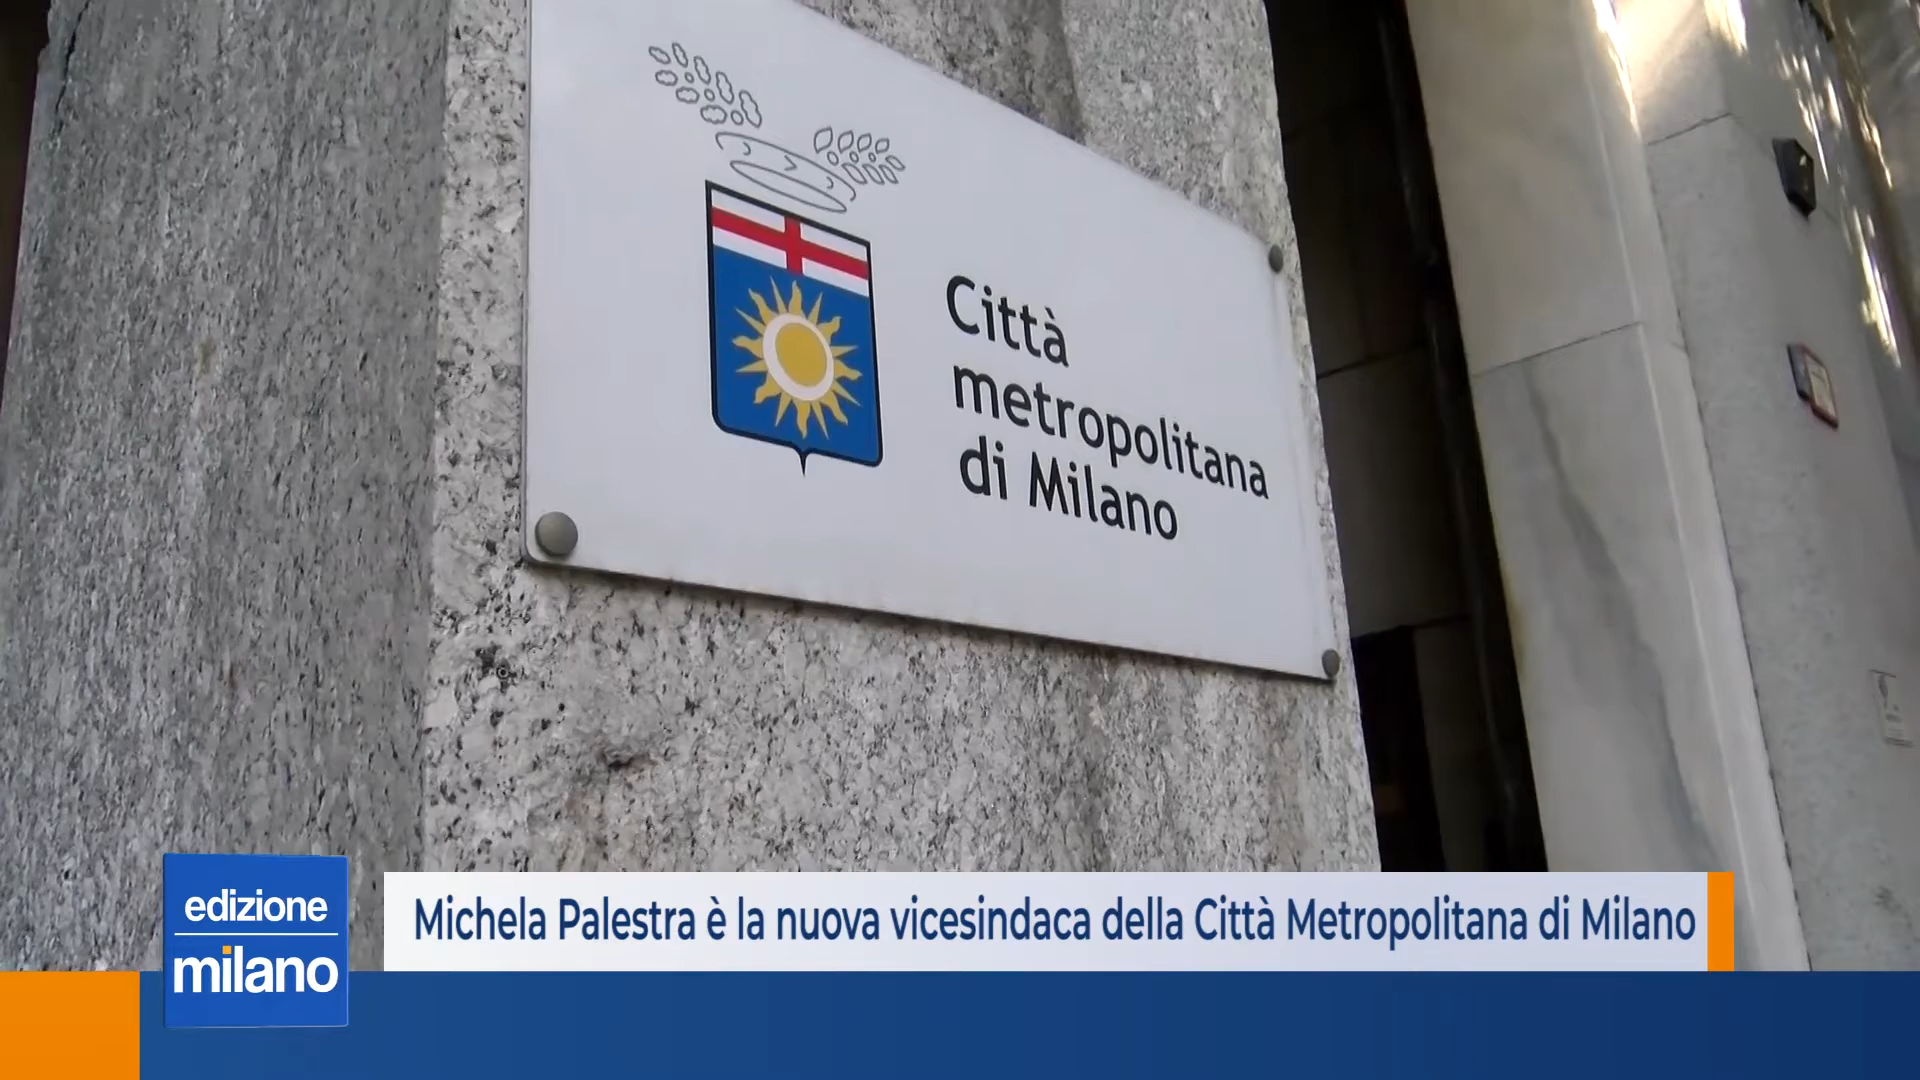 Città
metropolitana
di Milano
edizione
milano
Michela Palestra è la nuova vicesindaca della Città Metropolitana di Milano